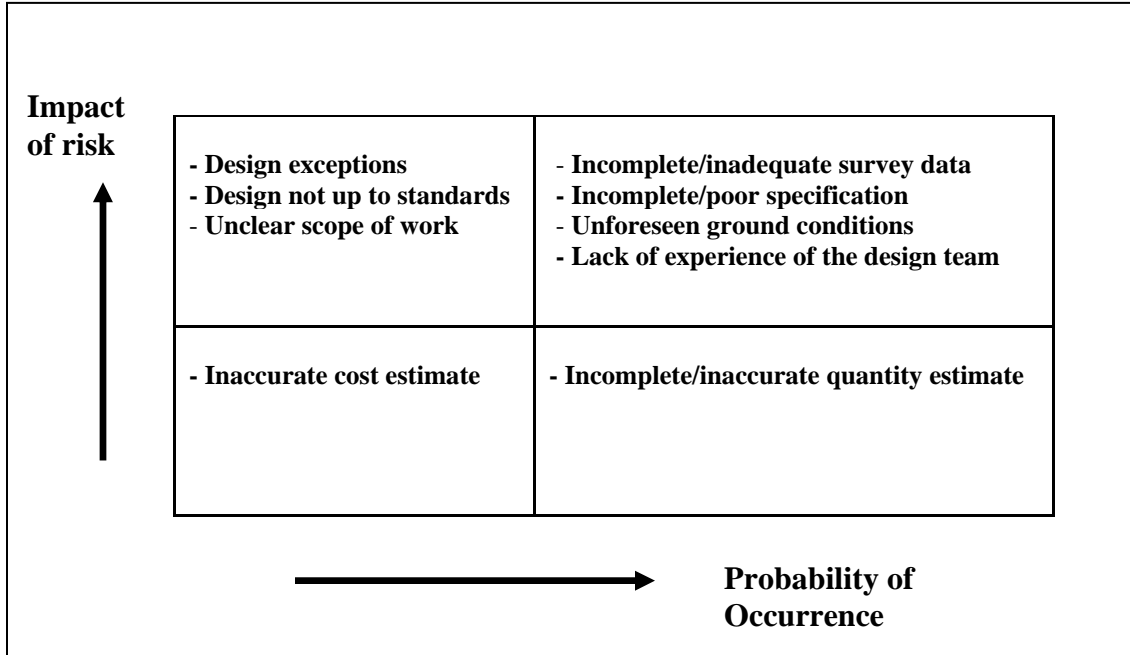 Impact
of risk
- Design exceptions
- Design not up to standards
- Unclear scope of work
- Incomplete/inadequate survey data
- Incomplete/poor specification
- Unforeseen ground conditions
- Lack of experience of the design team
- Inaccurate cost estimate
- Incomplete/inaccurate quantity estimate
Probability of
Occurrence